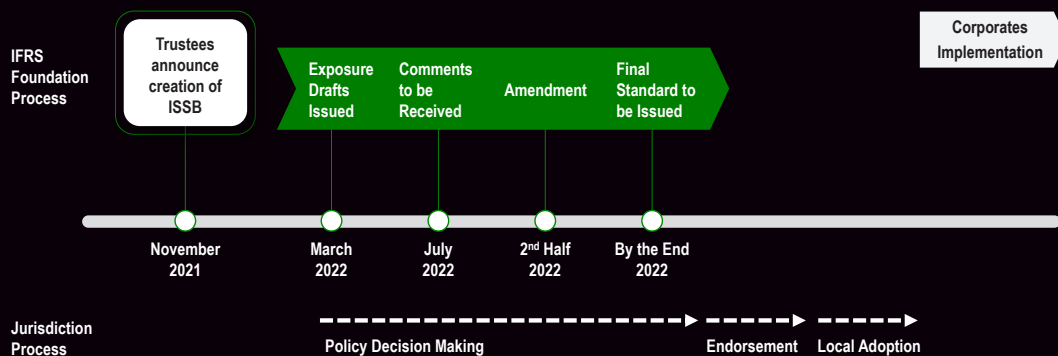 IFRS
Foundation
Process
Trustees
announce
creation of
ISSB
Exposure
Drafts
Issued
Comments
to be
Received
Amendment
Final
Standard to
be Issued
Corporates
Implementation
November
2021
March
2022
July
2022
2nd Half
2022
By the End
2022
Jurisdiction
Process
Policy Decision Making
Endorsement
Local Adoption